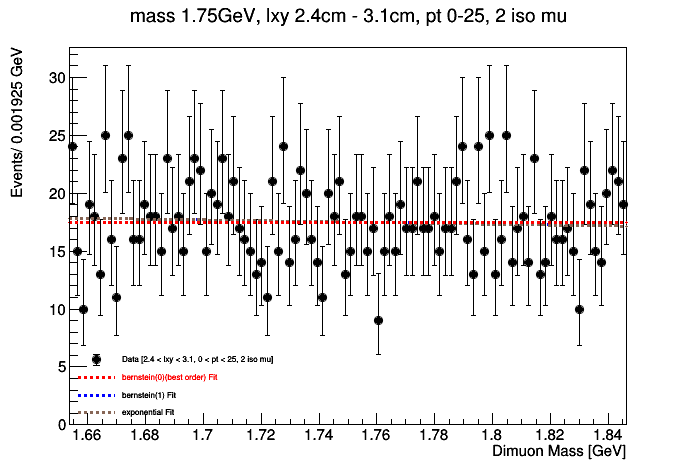 mass 1.75GeV, lxy 2.4cm - 3.1cm, pt 0-25, 2 iso mu
Events/ 0.001925 GeV
30
25
20
15
10
5
0
Data [2.4 < lxy < 3.1, 0 < pt < 25, 2 iso mu]
bernstein(0)(best order) Fit
bernstein(1) Fit
exponential Fit
1.66 1.68 1.7 1.72 1.74 1.76 1.78 1.8 1.82 1.84
Dimuon Mass [GeV]